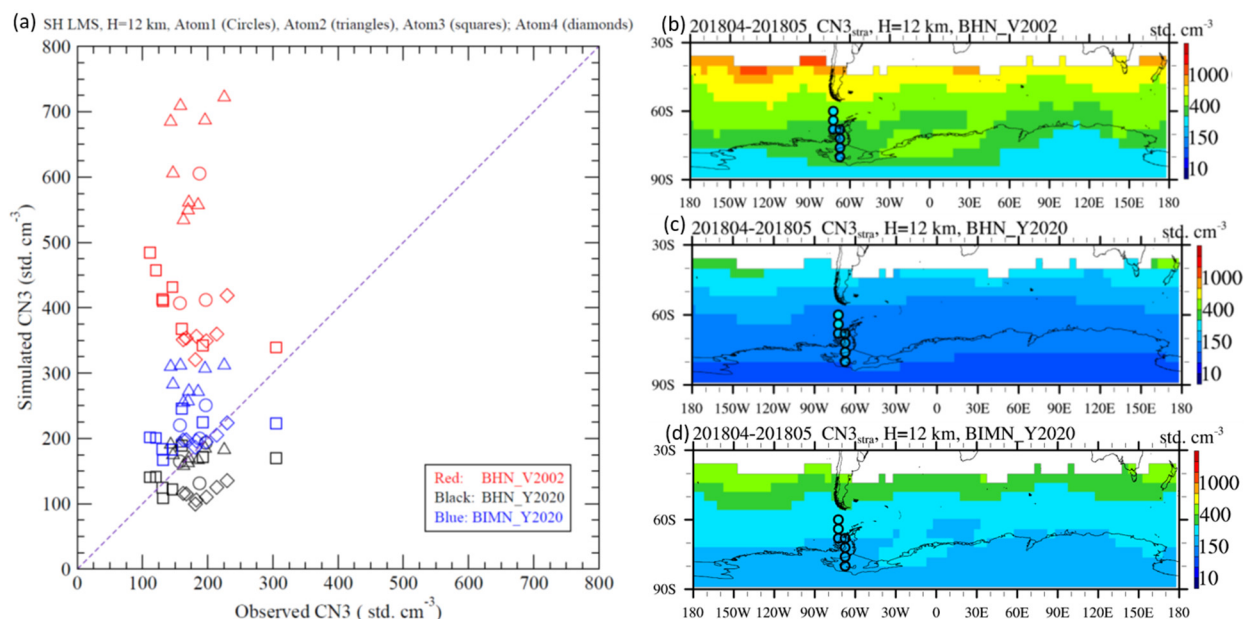 (a) SH LMS, H=12 km, Atom1 (Circles), Atom2 (triangles), Atom3 (squares); Atom4 (diamonds)
800
700
600
500
400
300
200
100
0
Simulated CN3 (std. cm⁻³)
Red: BHN_V2002
Black: BHN_Y2020
Blue: BIMN_Y2020
0 100 200 300 400 500 600 700 800
Observed CN3 ( std. cm⁻³)
(b) 201804-201805 CN3stra, H=12 km, BHN_V2002 std. cm⁻³
30S
60S
90S
1000
400
150
10
180 150W 120W 90W 60W 30W 0 30E 60E 90E 120E 150E 180
(c) 201804-201805 CN3stra, H=12 km, BHN_Y2020 std. cm⁻³
30S
60S
90S
1000
400
150
10
180 150W 120W 90W 60W 30W 0 30E 60E 90E 120E 150E 180
(d) 201804-201805 CN3stra, H=12 km, BIMN_Y2020 std. cm⁻³
30S
60S
90S
1000
400
150
10
180 150W 120W 90W 60W 30W 0 30E 60E 90E 120E 150E 180